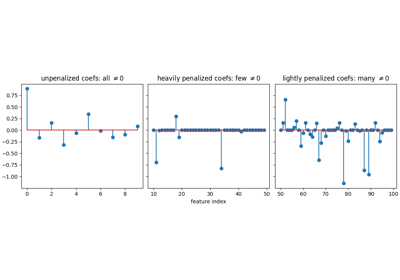 unpenalized coefs: all ≠0
heavily penalized coefs: few ≠0
lightly penalized coefs: many ≠0
0.75
0.50
0.25
0.00
−0.25
−0.50
−0.75
−1.00
0 2 4 6 8
10 20 30 40 50
50 60 70 80 90 100
feature index